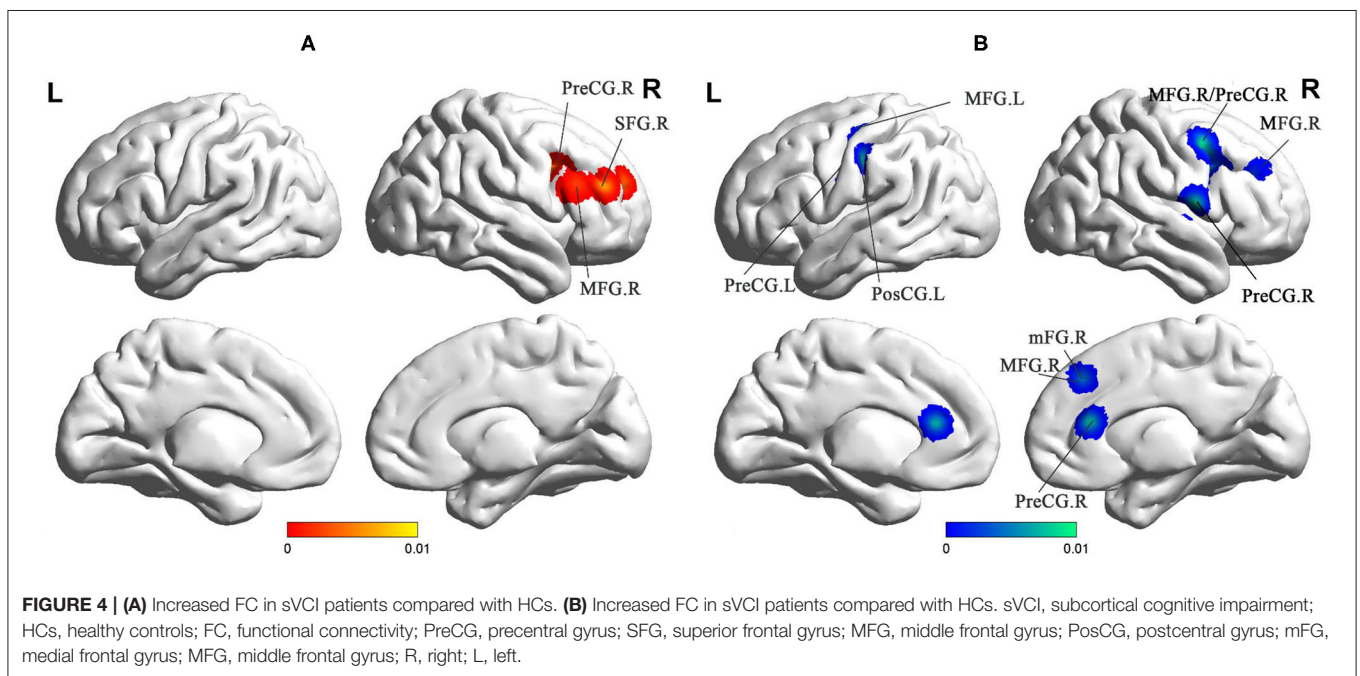 A
B
L
R
PreCG.R
SFG.R
MFG.R
L
R
MFG.L
PreCG.L
PosCG.L
MFG.R/PreCG.R
MFG.R
PreCG.R
mFG.R
MFG.R
PreCG.R
0
0.01
0
0.01
FIGURE 4 | (A) Increased FC in sVCI patients compared with HCs. (B) Increased FC in sVCI patients compared with HCs. sVCI, subcortical cognitive impairment;
HCs, healthy controls; FC, functional connectivity; PreCG, precentral gyrus; SFG, superior frontal gyrus; MFG, middle frontal gyrus; PosCG, postcentral gyrus; mFG,
medial frontal gyrus; MFG, middle frontal gyrus; R, right; L, left.